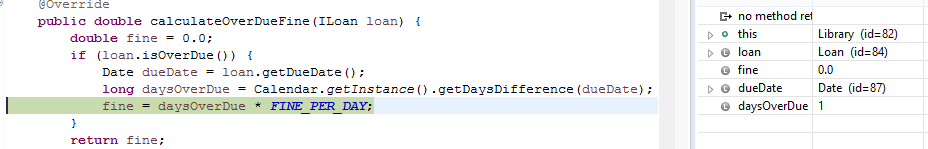 @Override
public double calculateOverDueFine(ILoan loan) {
double fine = 0.0;
if (loan.isOverDue()) {
Date dueDate = loan.getDueDate();
long daysOverDue = Calendar.getInstance().getDaysDifference(dueDate);
fine = daysOverDue * FINE_PER_DAY;
}
return fine;
no method ret
this Library (id=82)
loan Loan (id=84)
fine 0.0
dueDate Date (id=87)
daysOverDue 1